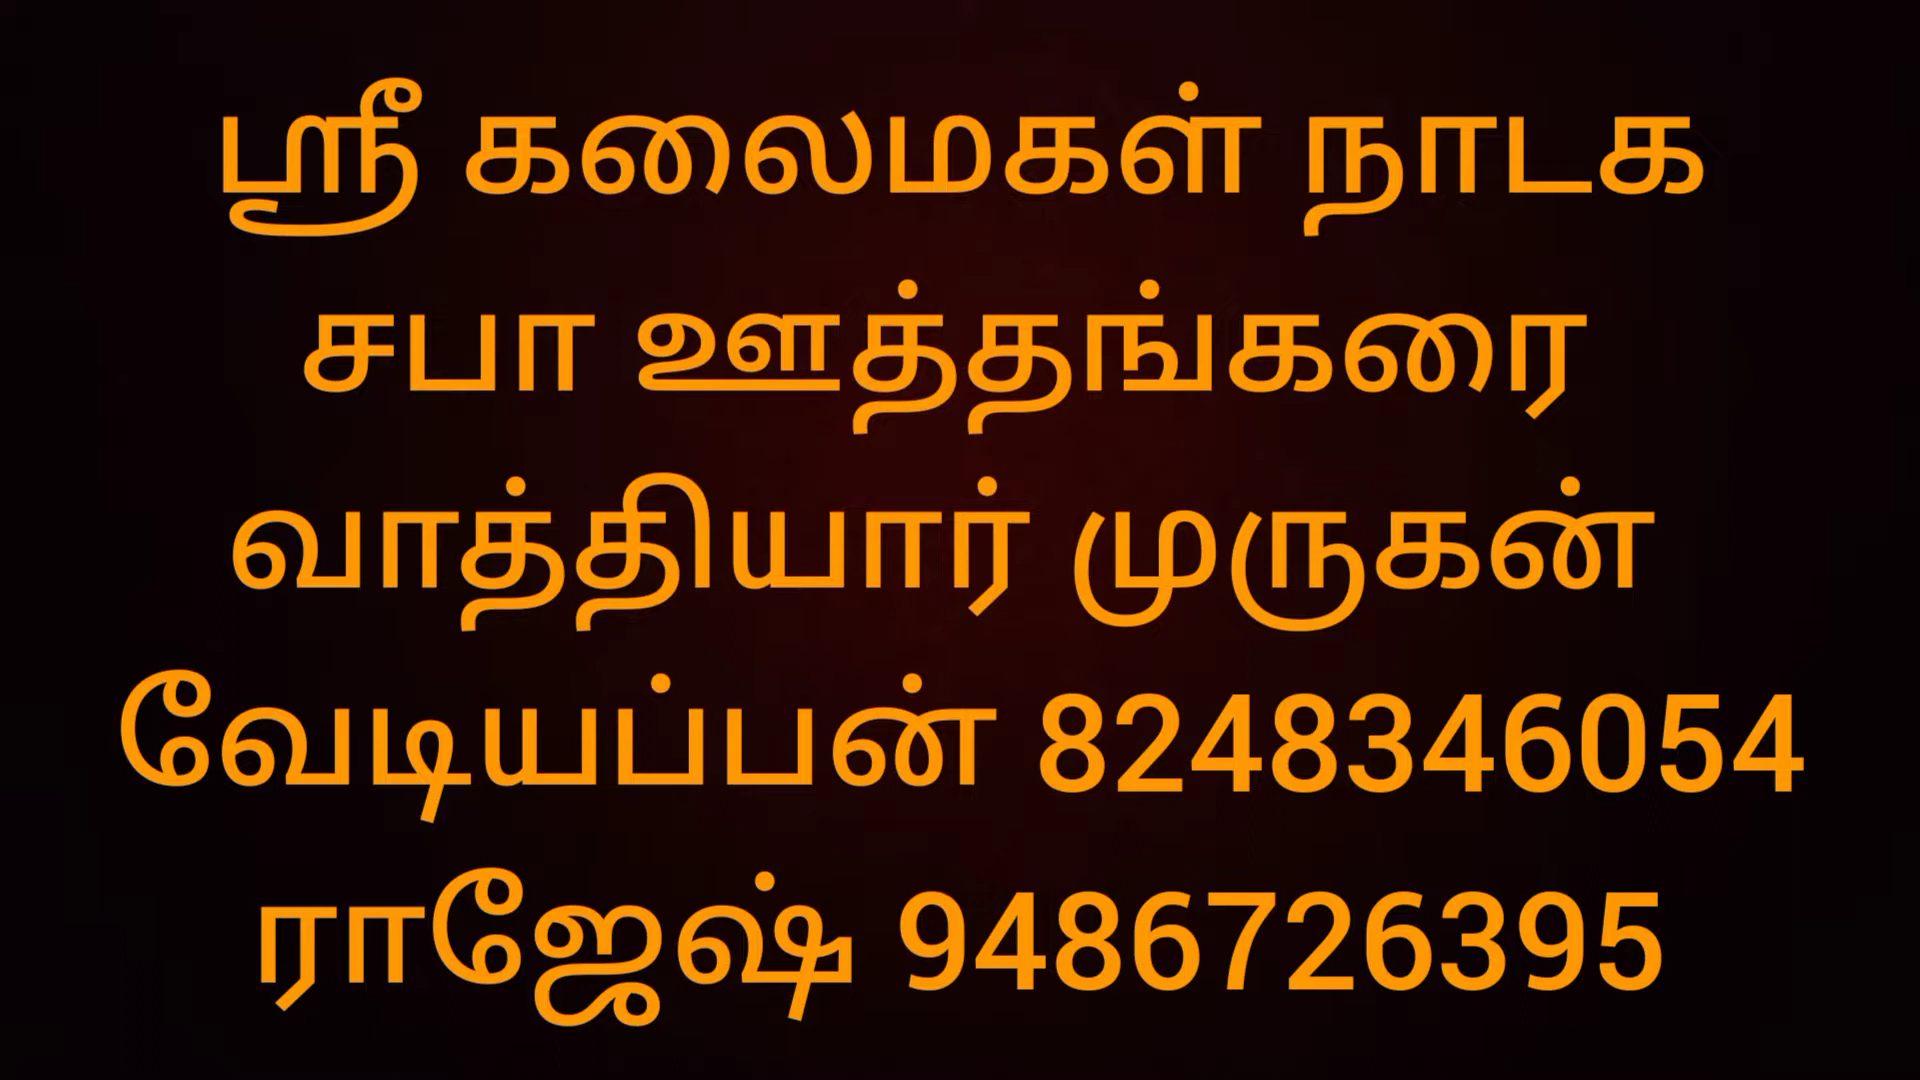 ஸ்ரீ கலைமகள் நாடக
சபா ஊத்தங்கரை
வாத்தியார் முருகன்
வேடியப்பன் 8248346054
ராஜேஷ் 9486726395